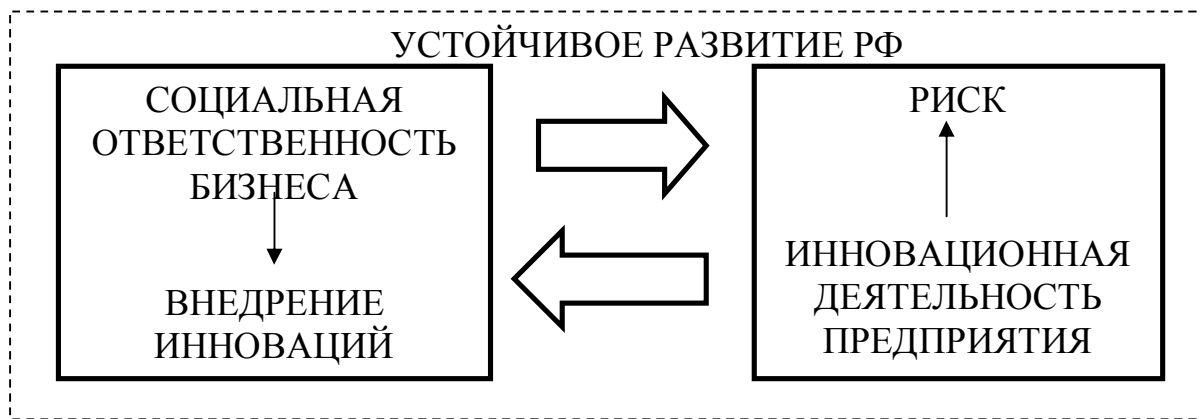 УСТОЙЧИВОЕ РАЗВИТИЕ РФ
СОЦИАЛЬНАЯ
ОТВЕТСТВЕННОСТЬ
БИЗНЕСА
ВНЕДРЕНИЕ
ИННОВАЦИЙ
РИСК
ИННОВАЦИОННАЯ
ДЕЯТЕЛЬНОСТЬ
ПРЕДПРИЯТИЯ